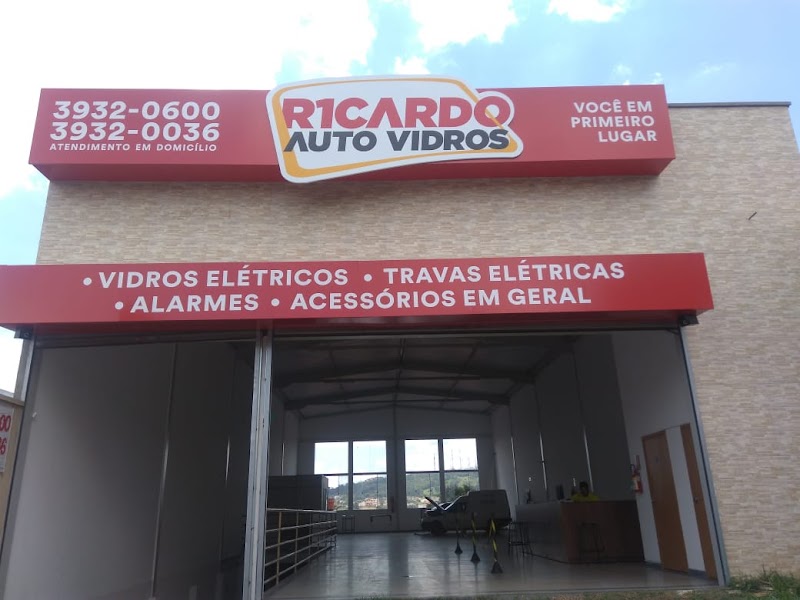 3932-0600
3932-0036
ATENDIMENTO EM DOMICÍLIO
R1CARDO
AUTO VIDROS
VOCÊ EM
PRIMEIRO
LUGAR
• VIDROS ELÉTRICOS • TRAVAS ELÉTRICAS
• ALARMES • ACESSÓRIOS EM GERAL